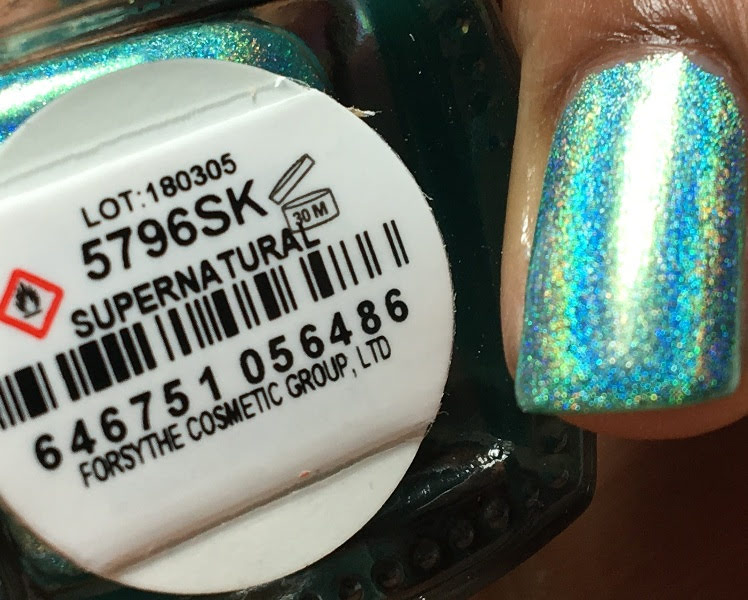 LOT:180305
5796SK
30 M
SUPERNATURAL
646751 056486
FORSYTHE COSMETIC GROUP, LTD